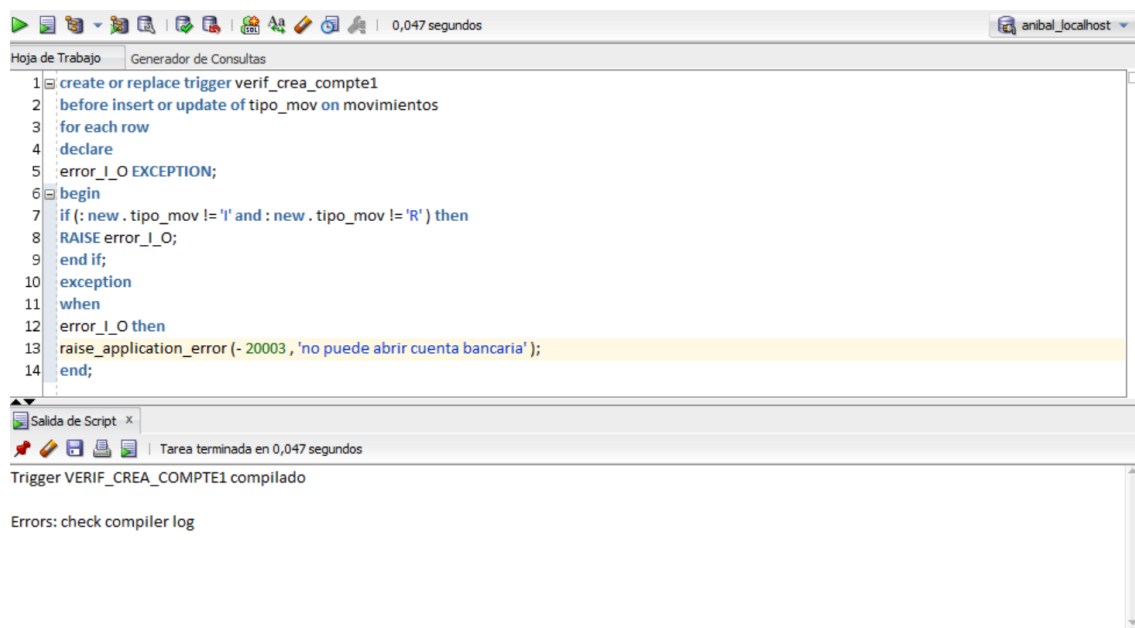 0,047 segundos
anibal_localhost
Hoja de Trabajo
Generador de Consultas
1 create or replace trigger verif_crea_compte1
2 before insert or update of tipo_mov on movimientos
3 for each row
4 declare
5 error_I_O EXCEPTION;
6 begin
7 if (: new . tipo_mov != 'I' and : new . tipo_mov != 'R' ) then
8 RAISE error_I_O;
9 end if;
10 exception
11 when
12 error_I_O then
13 raise_application_error (- 20003 , 'no puede abrir cuenta bancaria' );
14 end;
Salida de Script x
Tarea terminada en 0,047 segundos
Trigger VERIF_CREA_COMPTE1 compilado
Errors: check compiler log